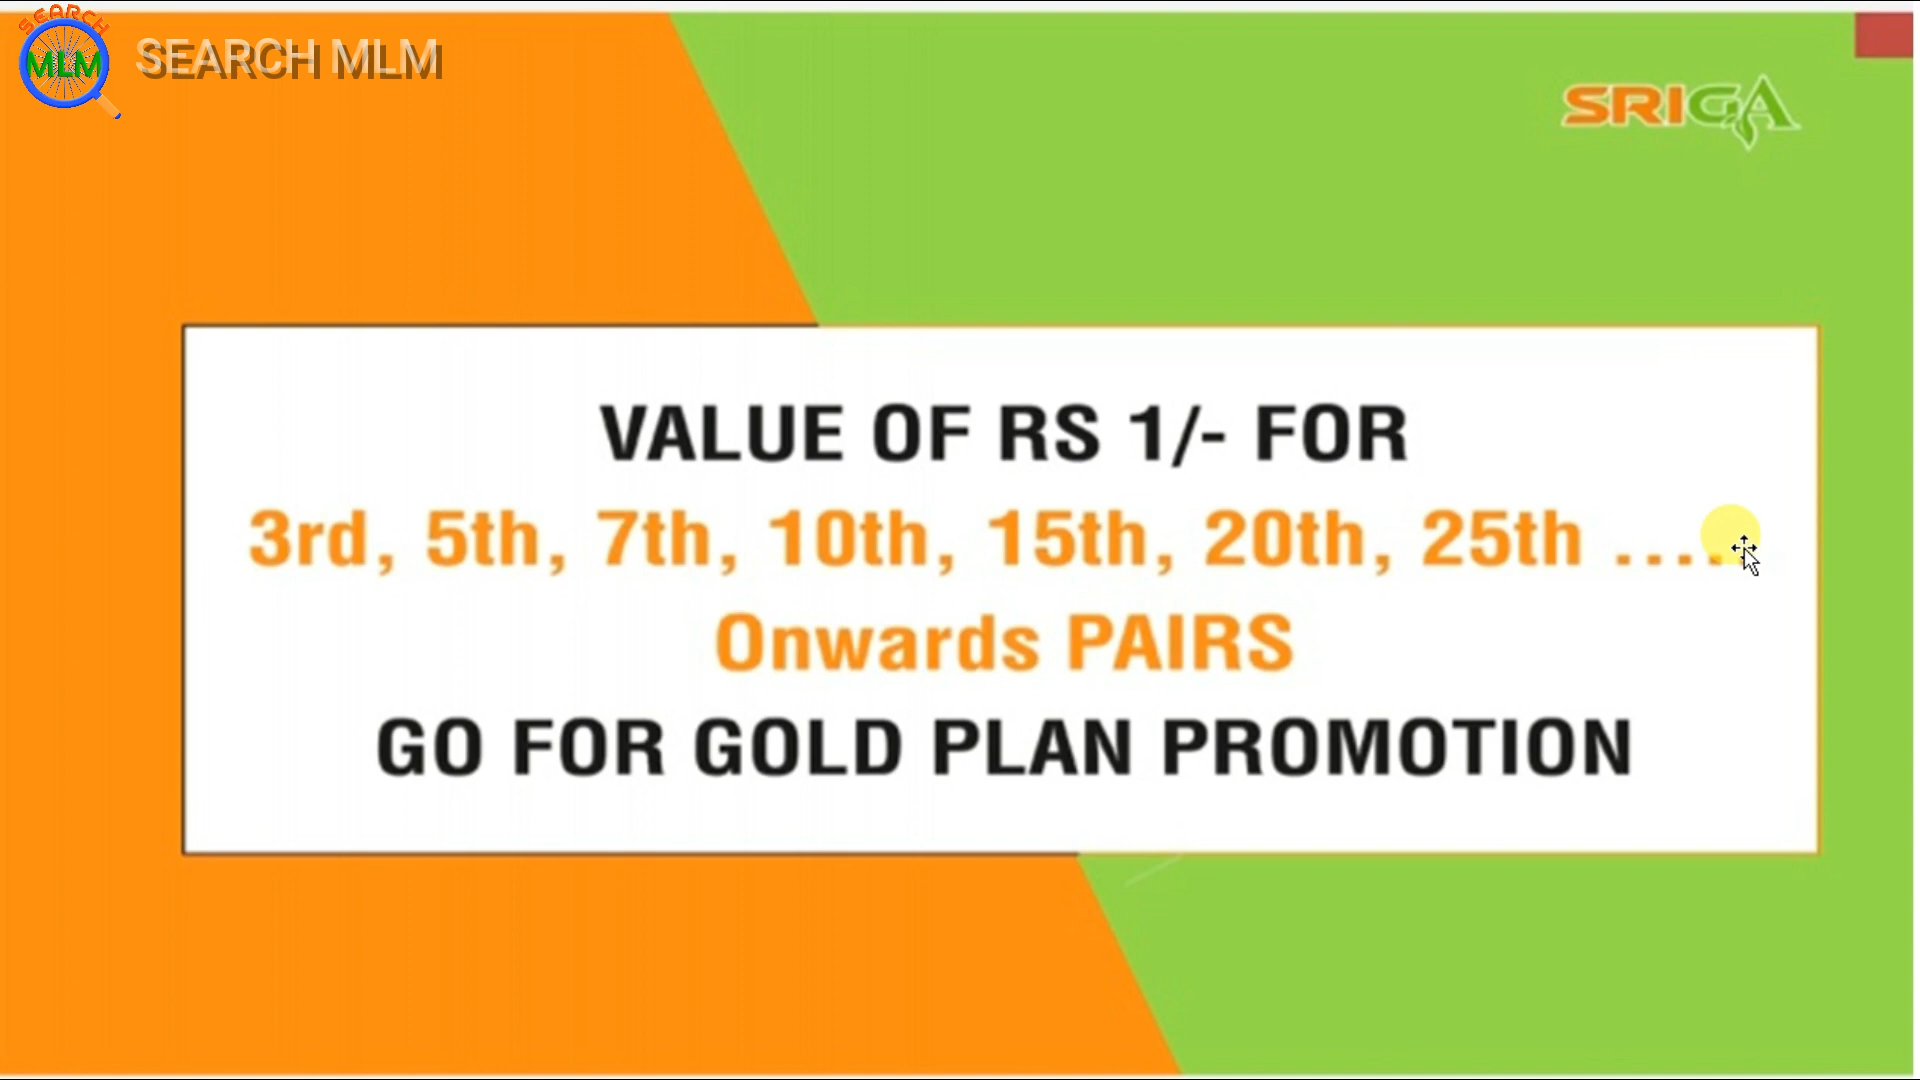 SEARCH
MLM
SEARCH MLM
SRIGA
VALUE OF RS 1/- FOR
3rd, 5th, 7th, 10th, 15th, 20th, 25th .....
Onwards PAIRS
GO FOR GOLD PLAN PROMOTION